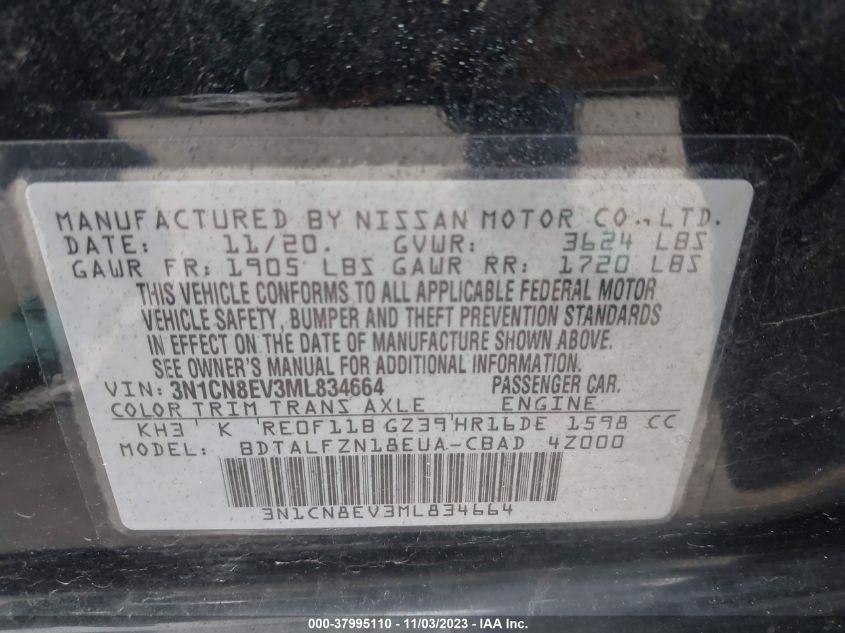 MANUFACTURED BY NISSAN MOTOR CO., LTD.
DATE: 11/20. GVWR: 3624 LBS
GAWR FR: 1905 LBS GAWR RR: 1720 LBS
THIS VEHICLE CONFORMS TO ALL APPLICABLE FEDERAL MOTOR
VEHICLE SAFETY, BUMPER AND THEFT PREVENTION STANDARDS
IN EFFECT ON THE DATE OF MANUFACTURE SHOWN ABOVE.
SEE OWNER'S MANUAL FOR ADDITIONAL INFORMATION.
VIN: 3N1CN8EV3ML834664 PASSENGER CAR.
COLOR TRIM TRANS AXLE ENGINE
KH3 K RE0F11B GZ39 HR16DE 1598 CC
MODEL: BDTALFZN18EUA-CBAD 4Z000
3N1CN8EV3ML834664
000-37995110 - 11/03/2023 - Copyright IAA, Inc.